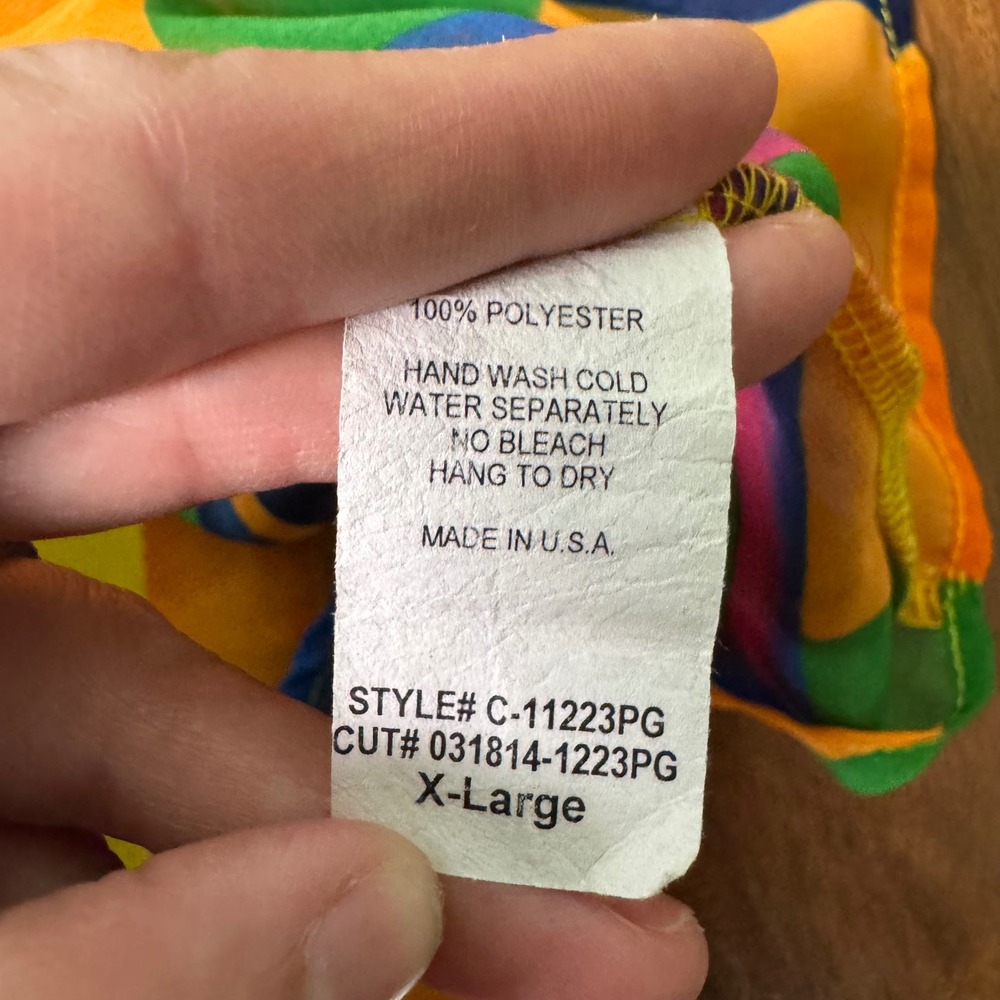 100% POLYESTER
HAND WASH COLD
WATER SEPARATELY
NO BLEACH
HANG TO DRY
MADE IN U.S.A.
STYLE# C-11223PG
CUT# 031814-1223PG
X-Large